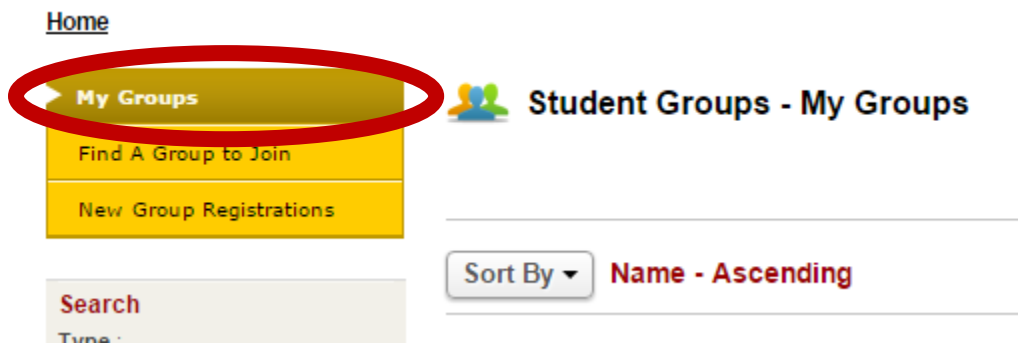 Home
My Groups
Find A Group to Join
New Group Registrations
Student Groups - My Groups
Sort By
Name - Ascending
Search
Type :